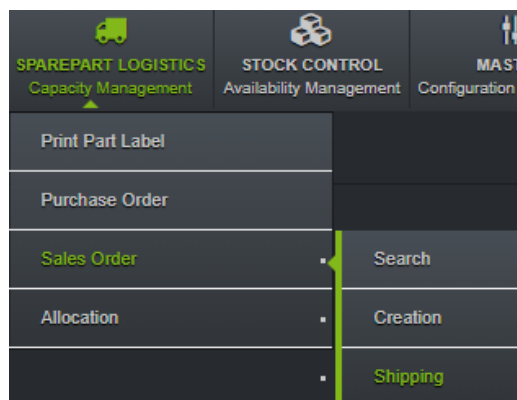 SPAREPART LOGISTICS
Capacity Management
STOCK CONTROL
Availability Management
Configuration
Print Part Label
Purchase Order
Sales Order
Allocation
Search
Creation
Shipping